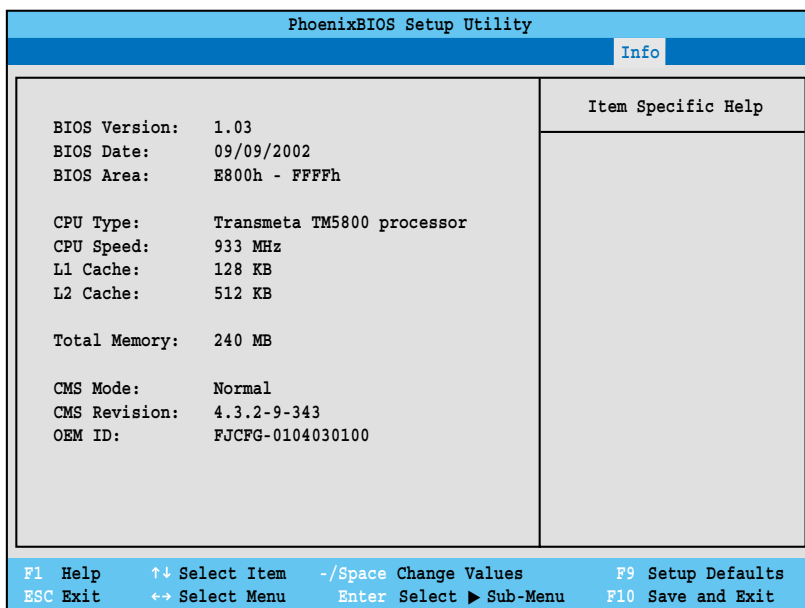 PhoenixBIOS Setup Utility
Info
Item Specific Help
BIOS Version: 1.03
BIOS Date: 09/09/2002
BIOS Area: E800h - FFFFh
CPU Type: Transmeta TM5800 processor
CPU Speed: 933 MHz
L1 Cache: 128 KB
L2 Cache: 512 KB
Total Memory: 240 MB
CMS Mode: Normal
CMS Revision: 4.3.2-9-343
OEM ID: FJCFG-0104030100
F1 Help ↑↓ Select Item -/Space Change Values F9 Setup Defaults
ESC Exit ←→ Select Menu Enter Select ▶ Sub-Menu F10 Save and Exit